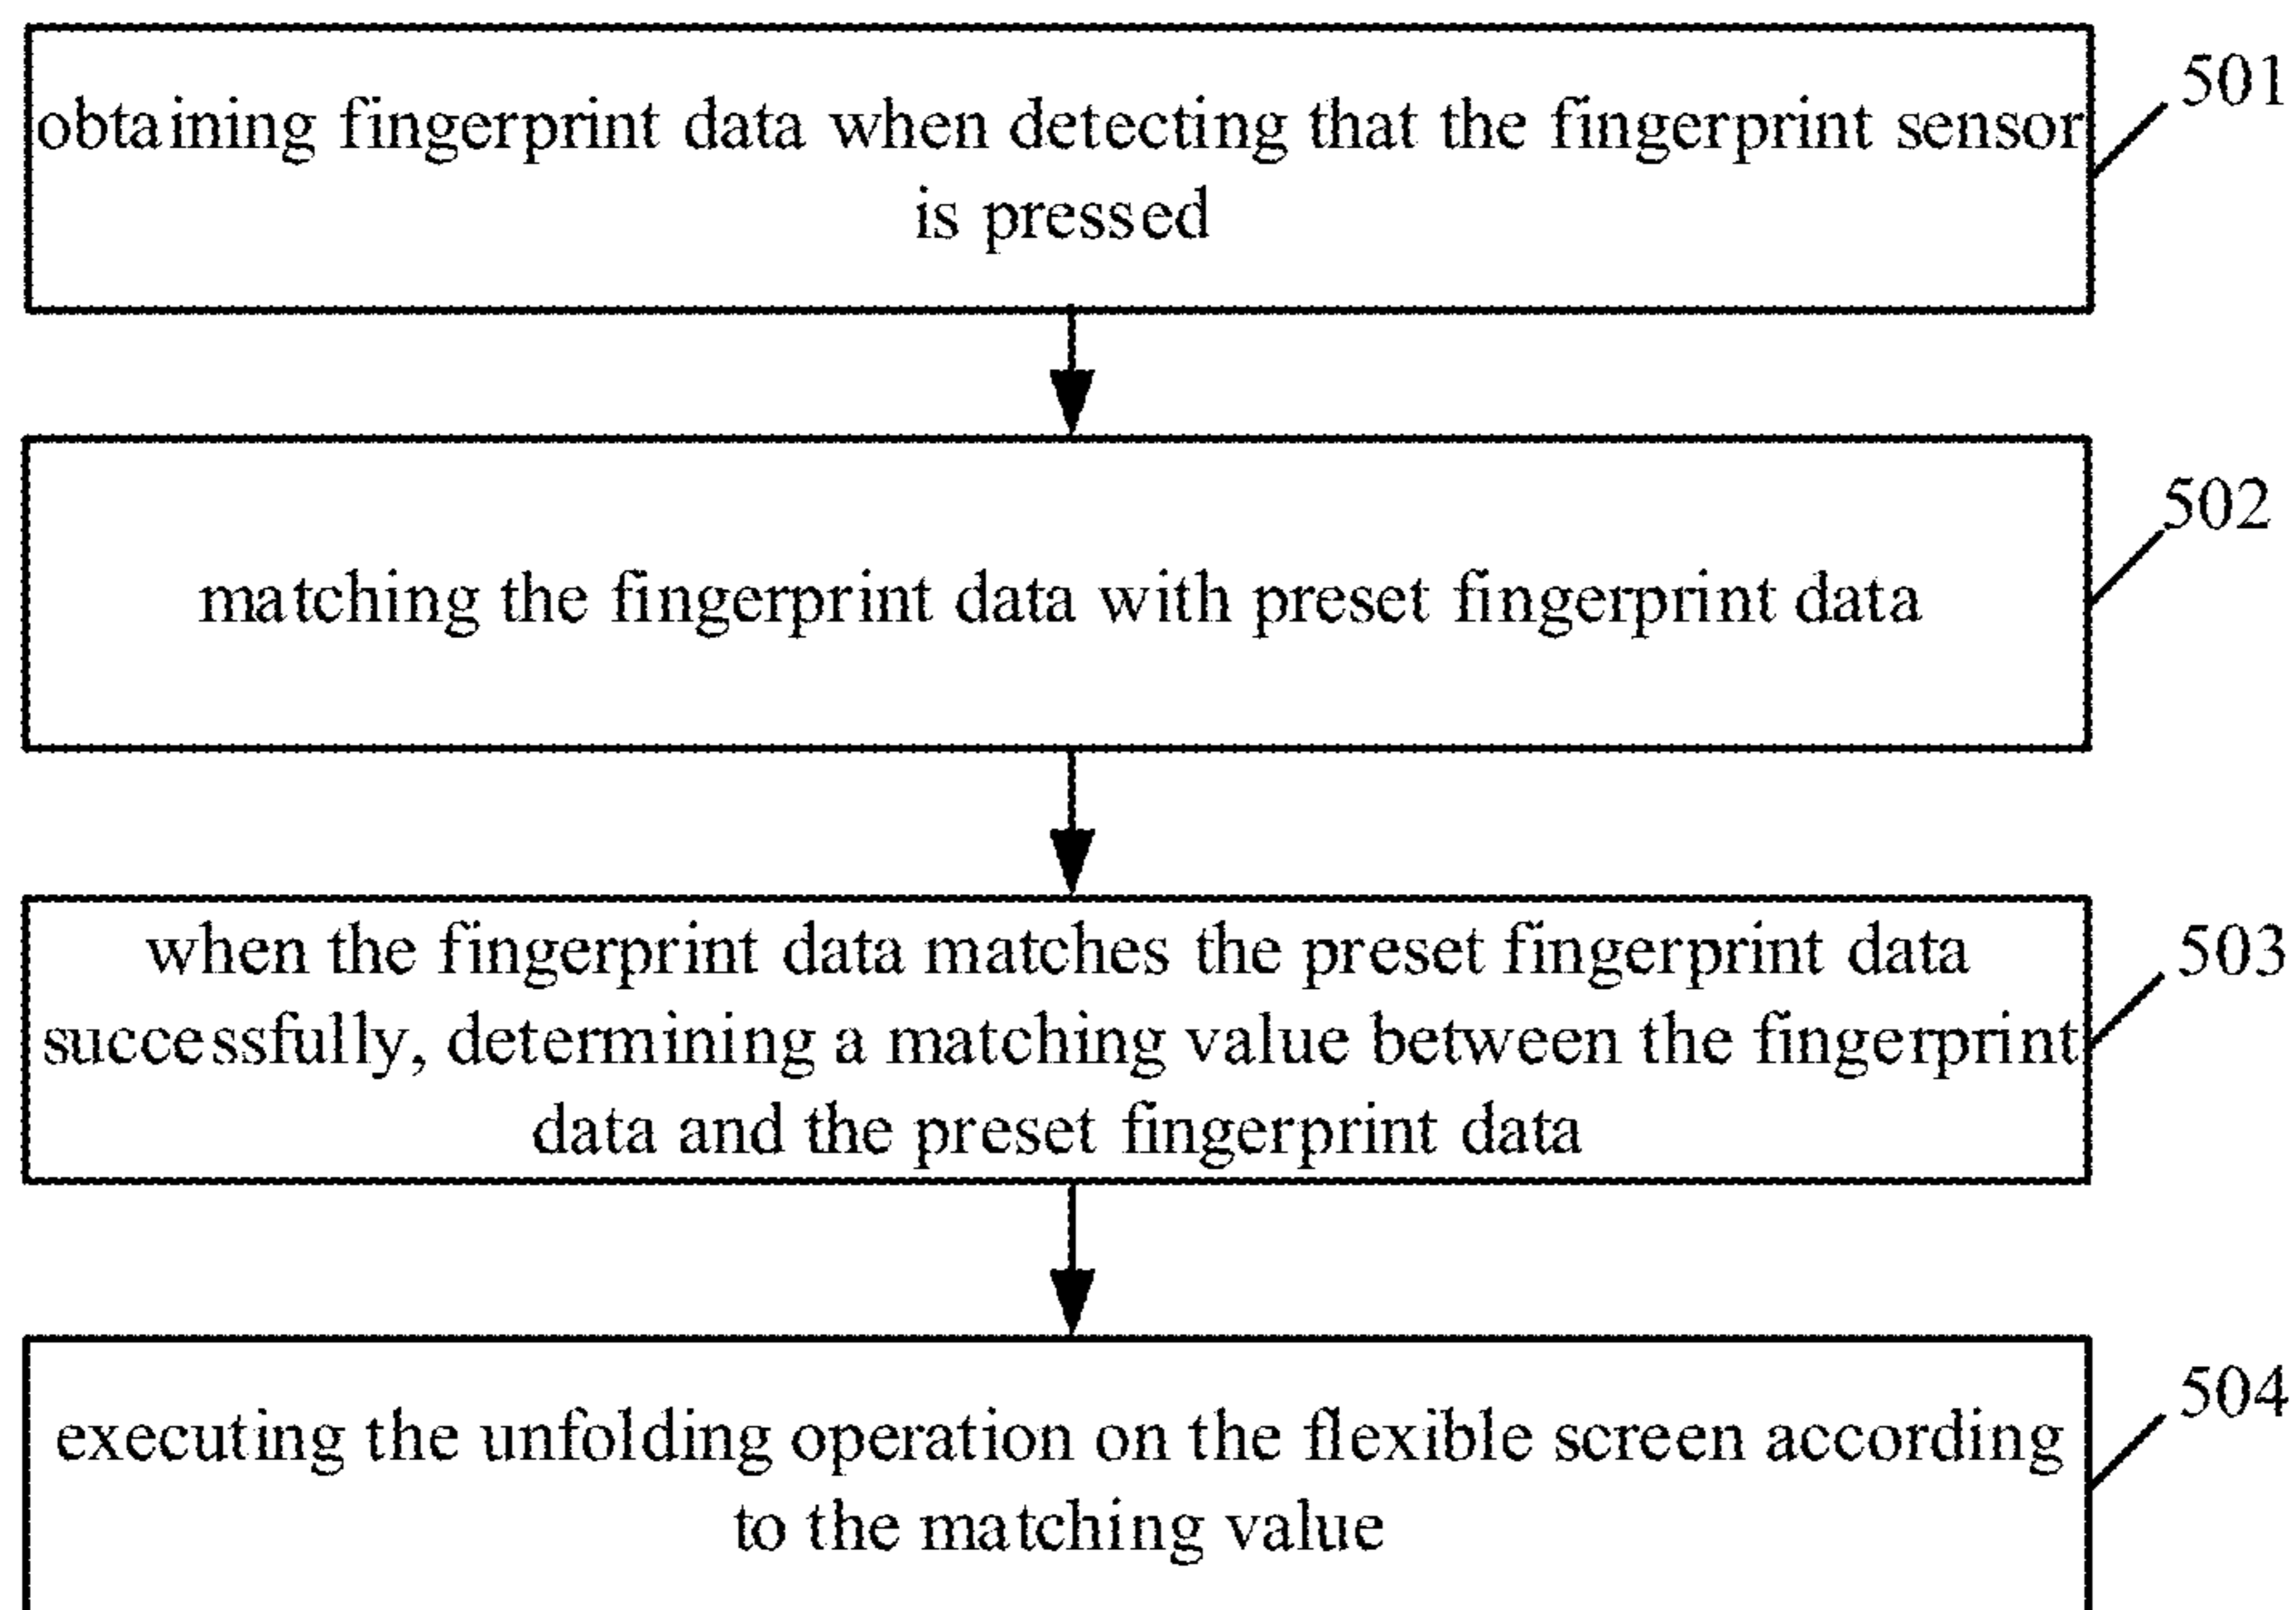 obtaining fingerprint data when detecting that the fingerprint sensor
is pressed
501
matching the fingerprint data with preset fingerprint data
502
when the fingerprint data matches the preset fingerprint data
successfully, determining a matching value between the fingerprint
data and the preset fingerprint data
503
executing the unfolding operation on the flexible screen according
to the matching value
504